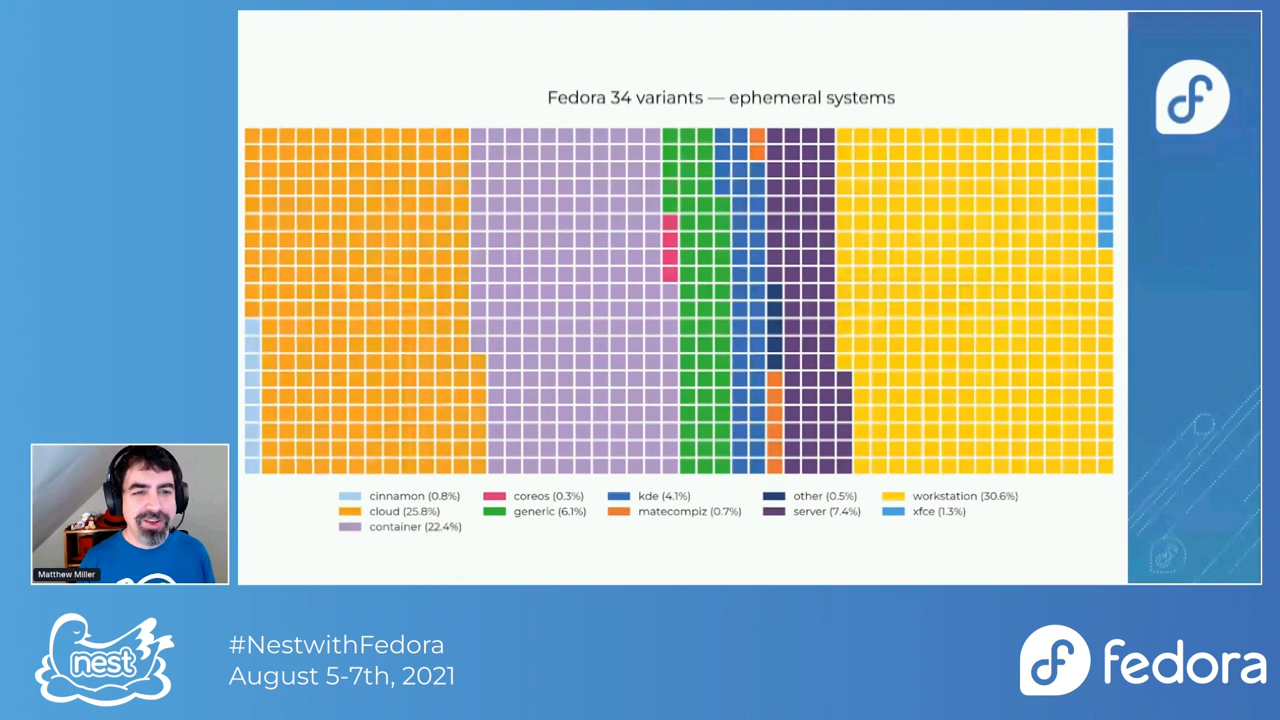 Fedora 34 variants — ephemeral systems
cinnamon (0.8%)
coreos (0.3%)
kde (4.1%)
other (0.5%)
workstation (30.6%)
cloud (25.8%)
generic (6.1%)
matecompiz (0.7%)
server (7.4%)
xfce (1.3%)
container (22.4%)
Matthew Miller
nest
#NestwithFedora
August 5-7th, 2021
fedora